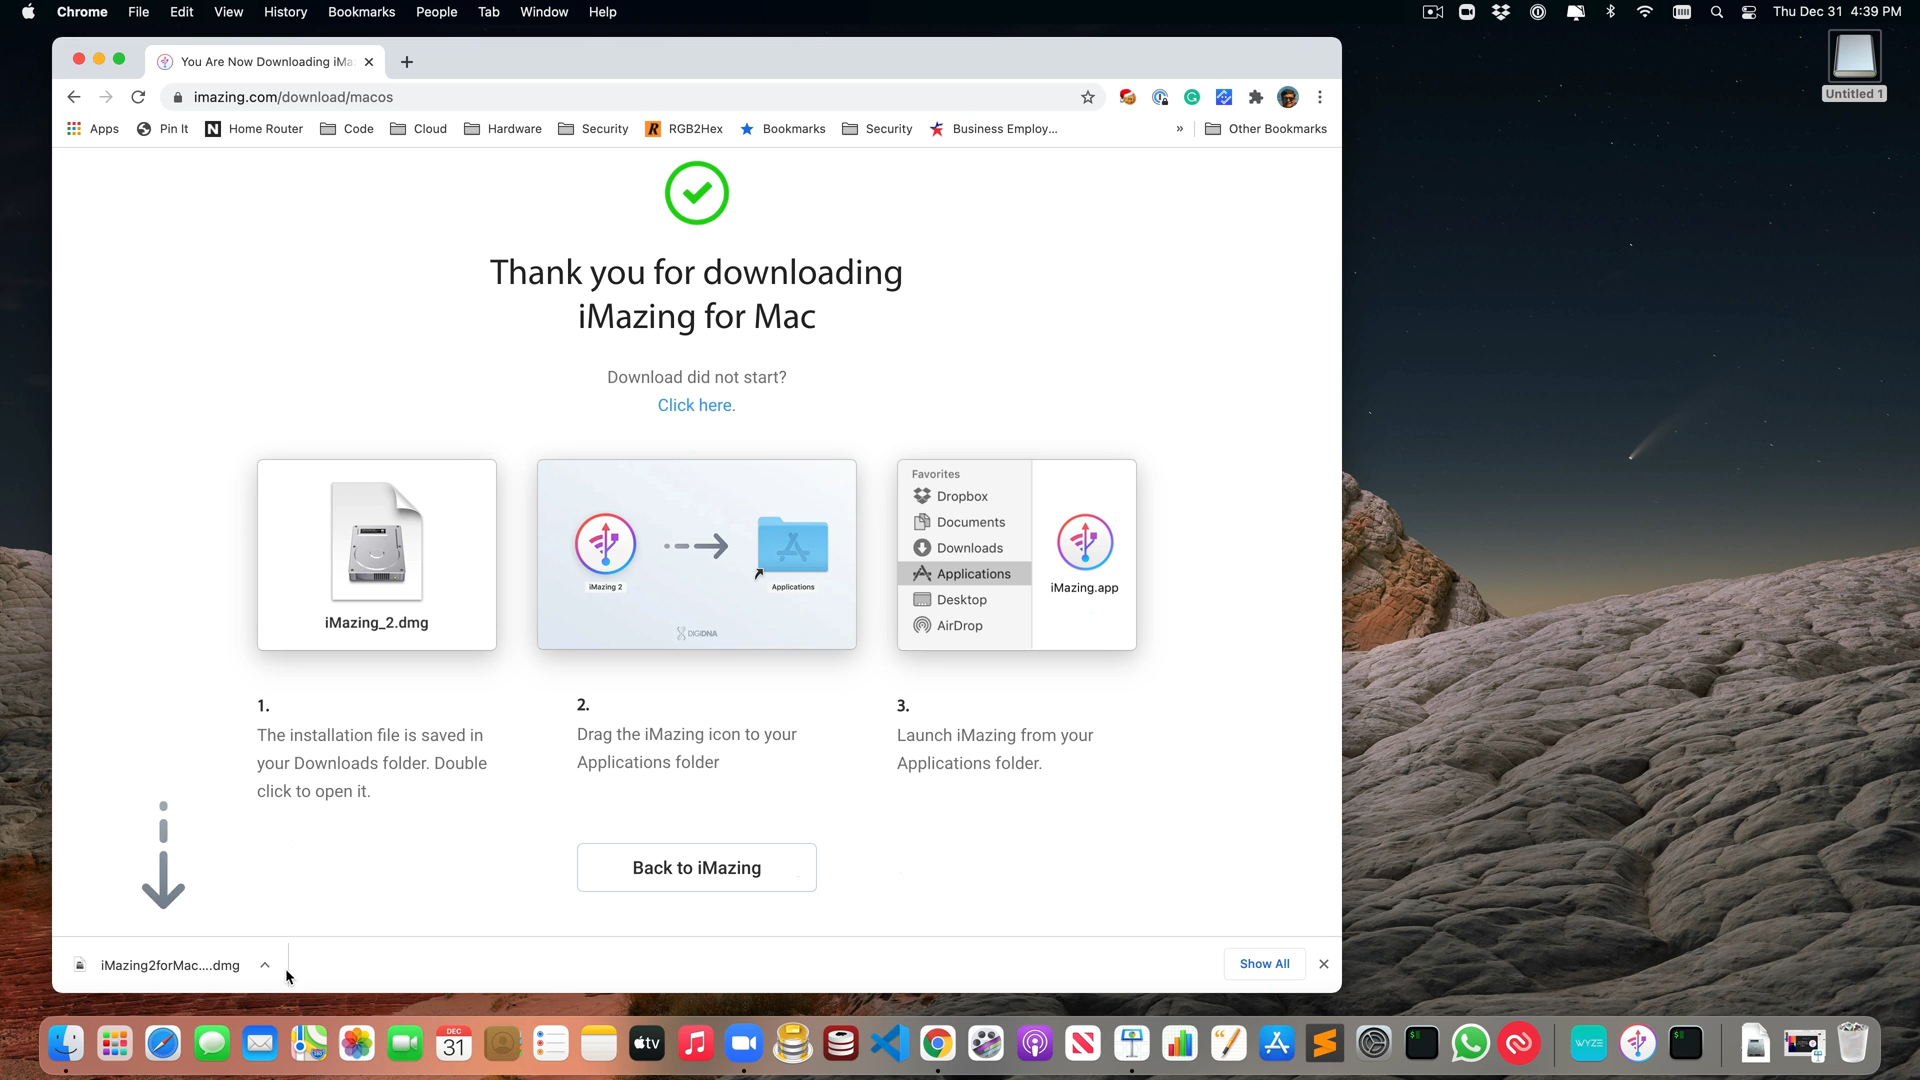 Chrome File Edit View History Bookmarks People Tab Window Help
Thu Dec 31 4:39 PM
Untitled 1
You Are Now Downloading iMa
imazing.com/download/macos
Apps Pin It Home Router Code Cloud Hardware Security RGB2Hex Bookmarks Security Business Employ... » Other Bookmarks
Thank you for downloading
iMazing for Mac
Download did not start?
Click here.
iMazing_2.dmg
iMazing 2
Applications
DIGIDNA
Favorites
Dropbox
Documents
Downloads
Applications
Desktop
AirDrop
iMazing.app
1.
The installation file is saved in
your Downloads folder. Double
click to open it.
2.
Drag the iMazing icon to your
Applications folder
3.
Launch iMazing from your
Applications folder.
Back to iMazing
iMazing2forMac....dmg
Show All
DEC
31
tv
WYZE